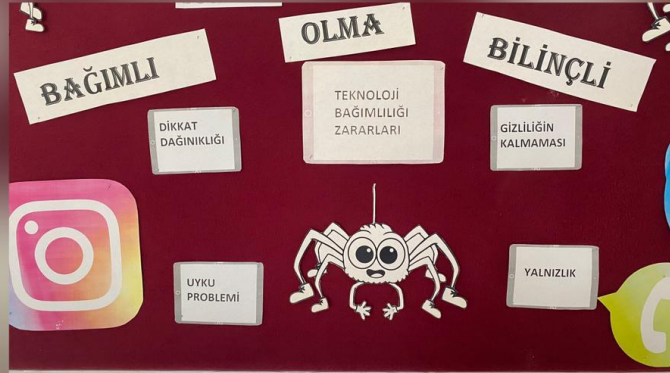 BAĞIMLI
OLMA
BİLİNÇLİ
TEKNOLOJİ
BAĞIMLILIĞI
ZARARLARI
DİKKAT
DAĞINIKLIĞI
GİZLİLİĞİN
KALMAMASI
UYKU
PROBLEMİ
YALNIZLIK